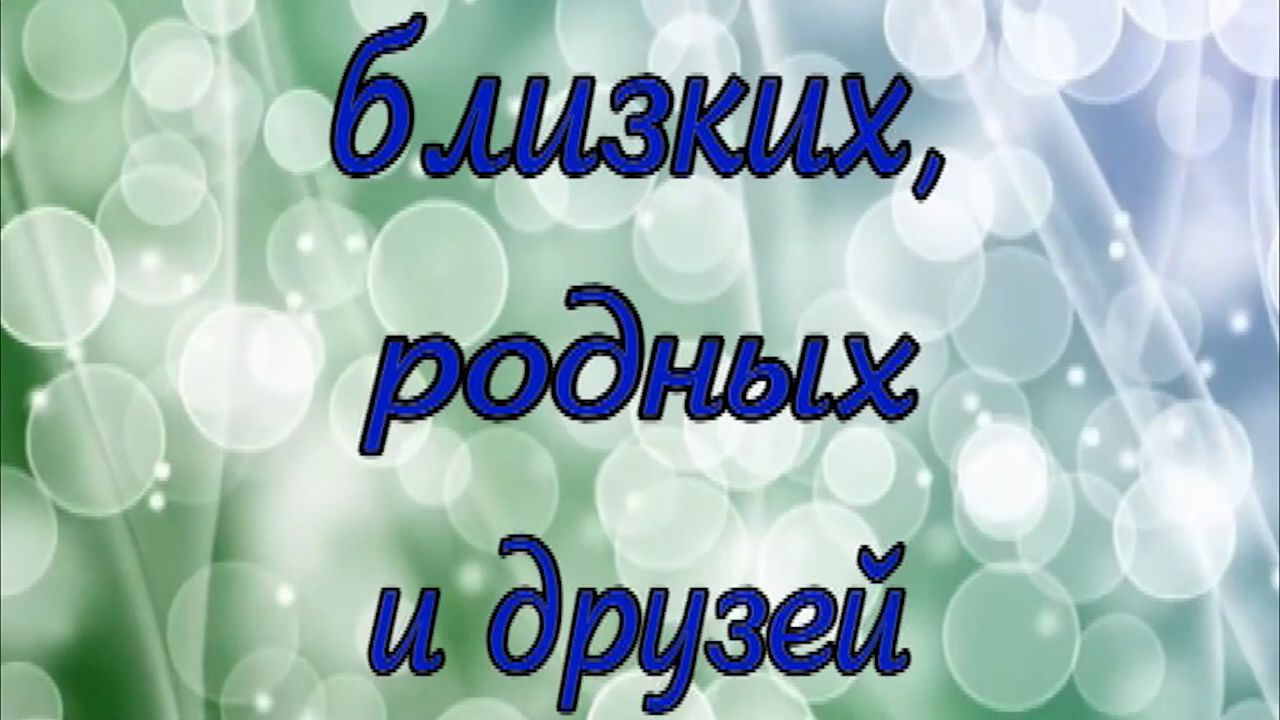 близких,
родных
и друзей